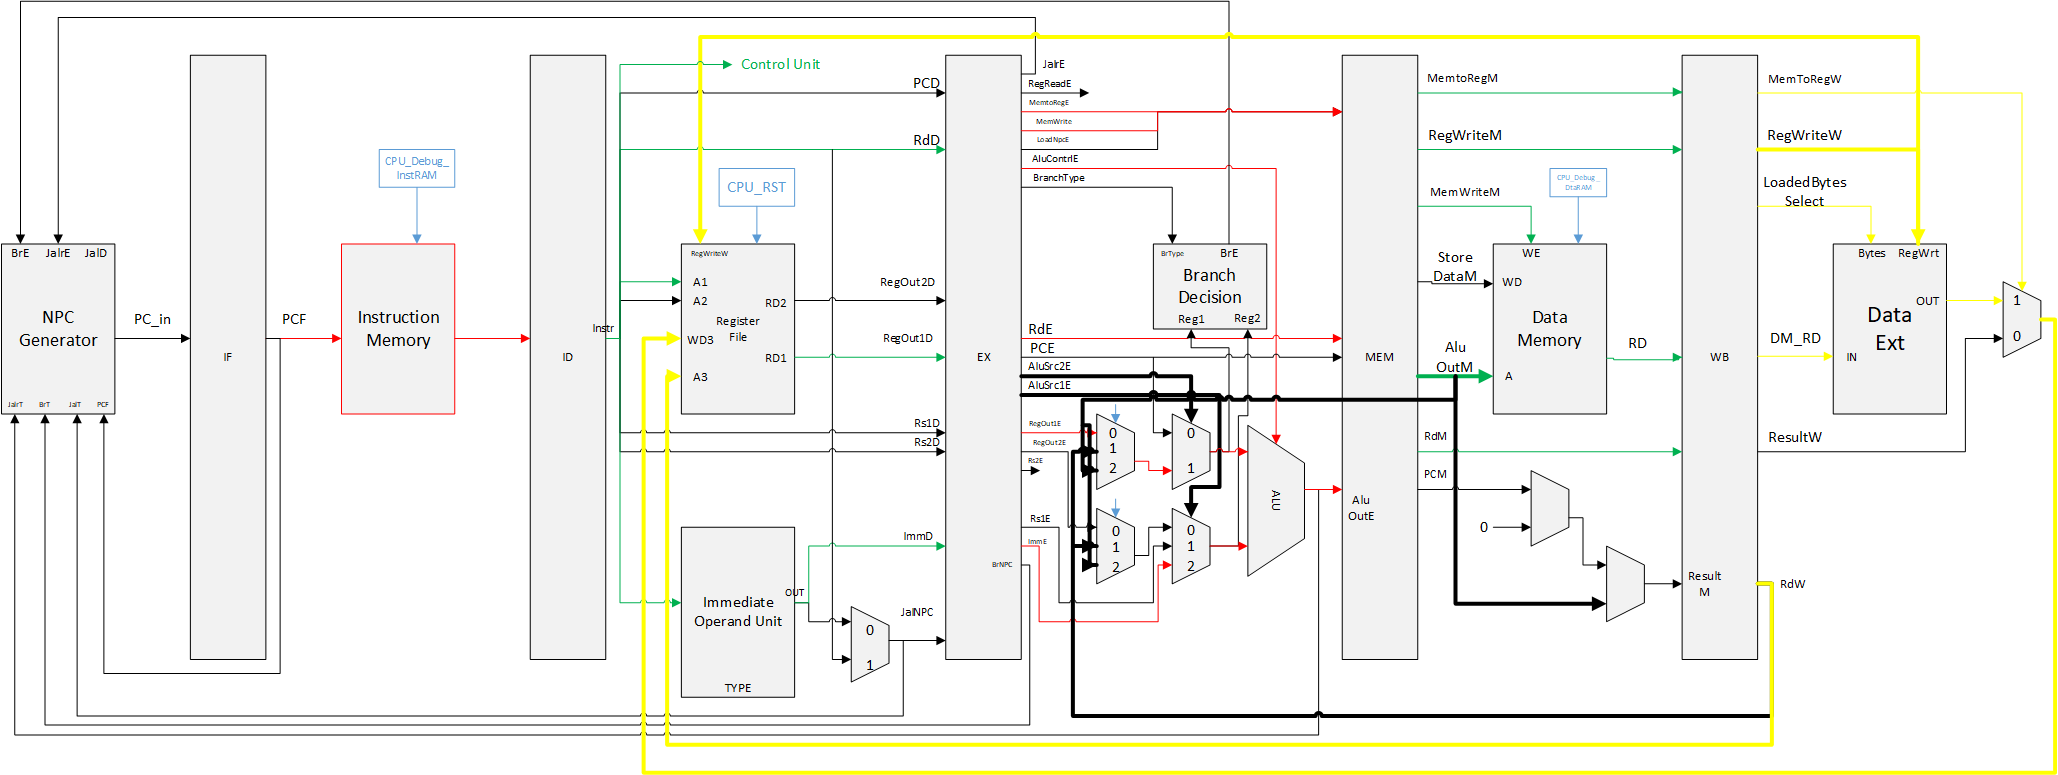 Control Unit
PCD
RdD
CPU_Debug_
InstRAM
CPU_RST
JalrE
RegReadE
MemtoRegE
MemWrite
LoadNpcE
AluContrlE
BranchType
MemtoRegM
RegWriteM
MemWriteM
CPU_Debug_
DtaRAM
MemToRegW
RegWriteW
LoadedBytes
Select
BrE
JalrE
JalD
NPC
Generator
JalrT
BrT
JalT
PCF
PC_in
IF
PCF
Instruction
Memory
ID
Instr
RegWriteW
A1
A2
WD3
A3
RD2
RD1
Register
File
RegOut2D
RegOut1D
Rs1D
Rs2D
ImmD
OUT
Immediate
Operand Unit
TYPE
JalNPC
0
1
EX
BrNPC
RdE
PCE
AluSrc2E
AluSrc1E
RegOut1E
RegOut2E
Rs2E
Rs1E
ImmE
BrType
BrE
Branch
Decision
Reg1
Reg2
0
1
2
0
1
0
1
2
0
1
2
ALU
MEM
Alu
OutE
Store
DataM
Alu
OutM
RdM
PCM
0
WE
WD
A
Data
Memory
RD
WB
Result
M
RdW
DM_RD
ResultW
Bytes
RegWrt
OUT
Data
Ext
IN
1
0